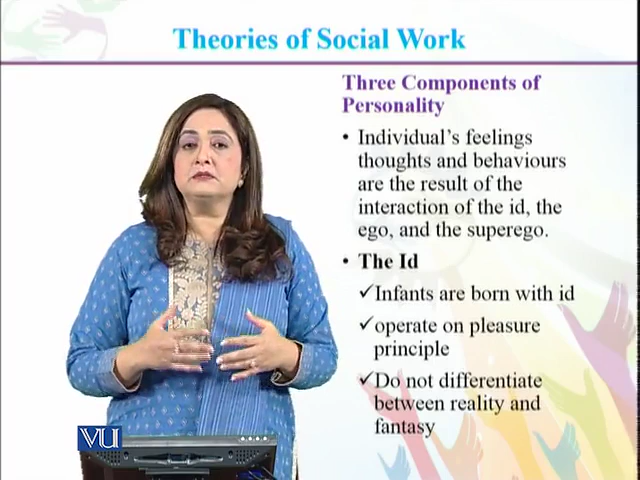 Theories of Social Work
Three Components of
Personality
• Individual's feelings
thoughts and behaviours
are the result of the
interaction of the id, the
ego, and the superego.
• The Id
✓Infants are born with id
✓operate on pleasure
principle
✓Do not differentiate
between reality and
fantasy
VU